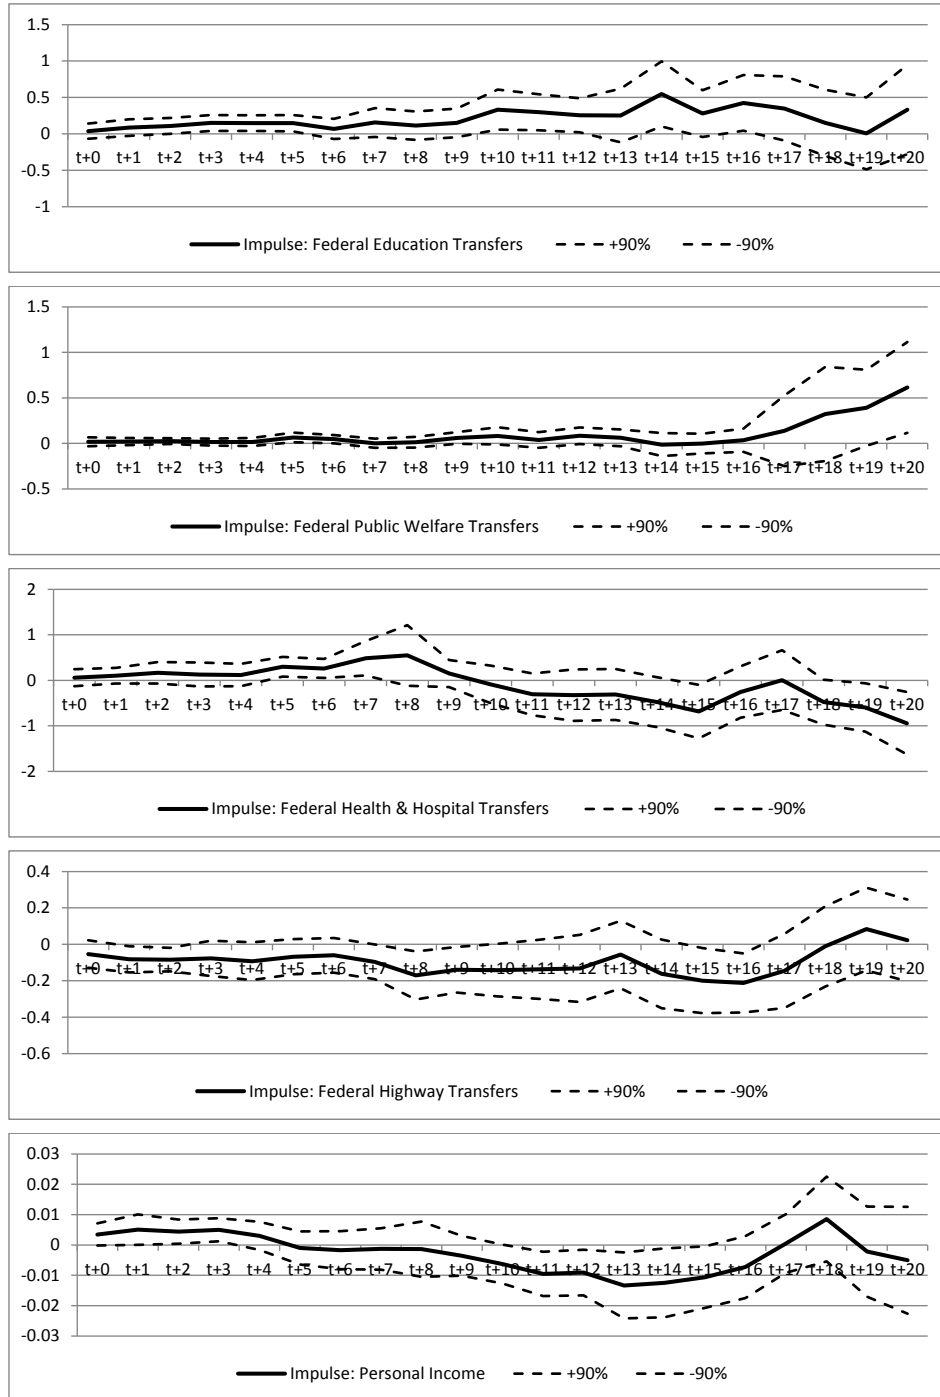 1.5
1
0.5
0
-0.5
-1
t+0 t+1 t+2 t+3 t+4 t+5 t+6 t+7 t+8 t+9 t+10 t+11 t+12 t+13 t+14 t+15 t+16 t+17 t+18 t+19 t+20
Impulse: Federal Education Transfers +90% -90%
1.5
1
0.5
0
-0.5
t+0 t+1 t+2 t+3 t+4 t+5 t+6 t+7 t+8 t+9 t+10 t+11 t+12 t+13 t+14 t+15 t+16 t+17 t+18 t+19 t+20
Impulse: Federal Public Welfare Transfers +90% -90%
2
1
0
-1
-2
t+0 t+1 t+2 t+3 t+4 t+5 t+6 t+7 t+8 t+9 t+10 t+11 t+12 t+13 t+14 t+15 t+16 t+17 t+18 t+19 t+20
Impulse: Federal Health & Hospital Transfers +90% -90%
0.4
0.2
0
-0.2
-0.4
-0.6
t+0 t+1 t+2 t+3 t+4 t+5 t+6 t+7 t+8 t+9 t+10 t+11 t+12 t+13 t+14 t+15 t+16 t+17 t+18 t+19 t+20
Impulse: Federal Highway Transfers +90% -90%
0.03
0.02
0.01
0
-0.01
-0.02
-0.03
t+0 t+1 t+2 t+3 t+4 t+5 t+6 t+7 t+8 t+9 t+10 t+11 t+12 t+13 t+14 t+15 t+16 t+17 t+18 t+19 t+20
Impulse: Personal Income +90% -90%